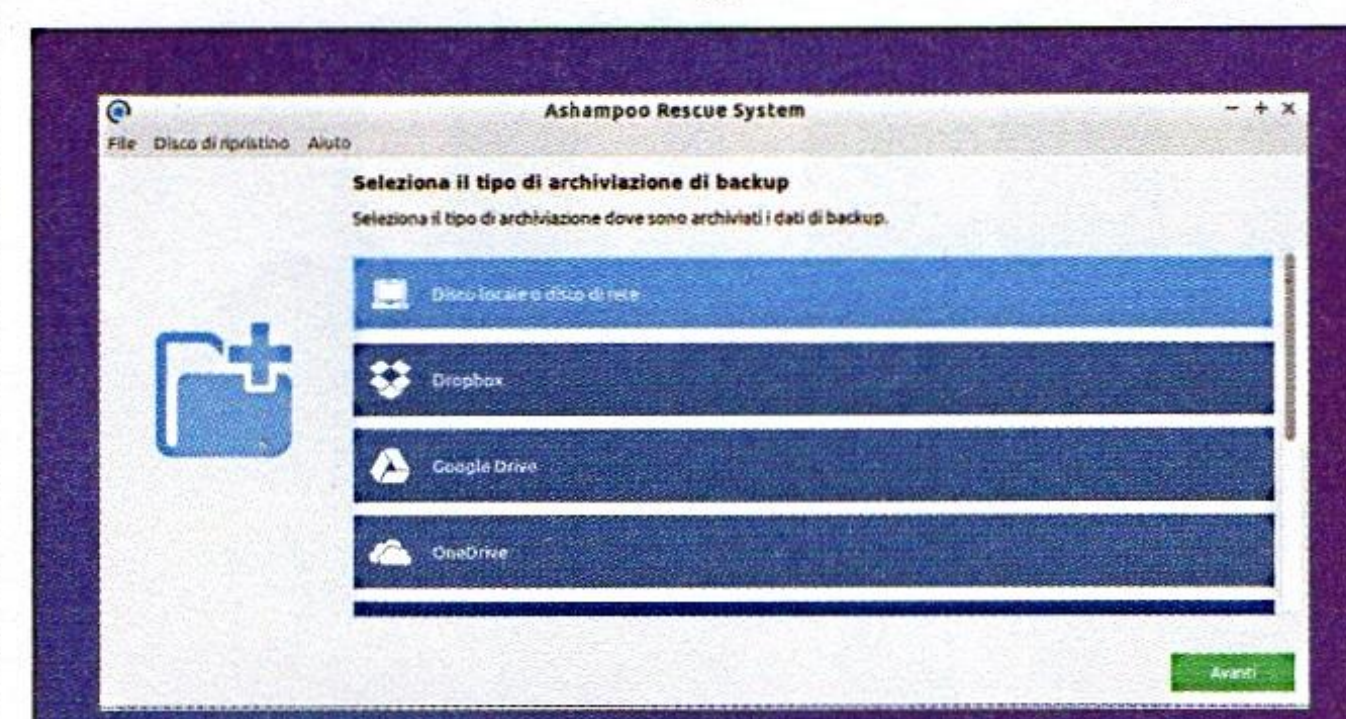 Ashampoo Rescue System
File Disco di ripristino Aiuto
Seleziona il tipo di archiviazione di backup
Seleziona il tipo di archiviazione dove sono archiviati i dati di backup.
Disco locale o disco di rete
Dropbox
Google Drive
OneDrive
Avanti